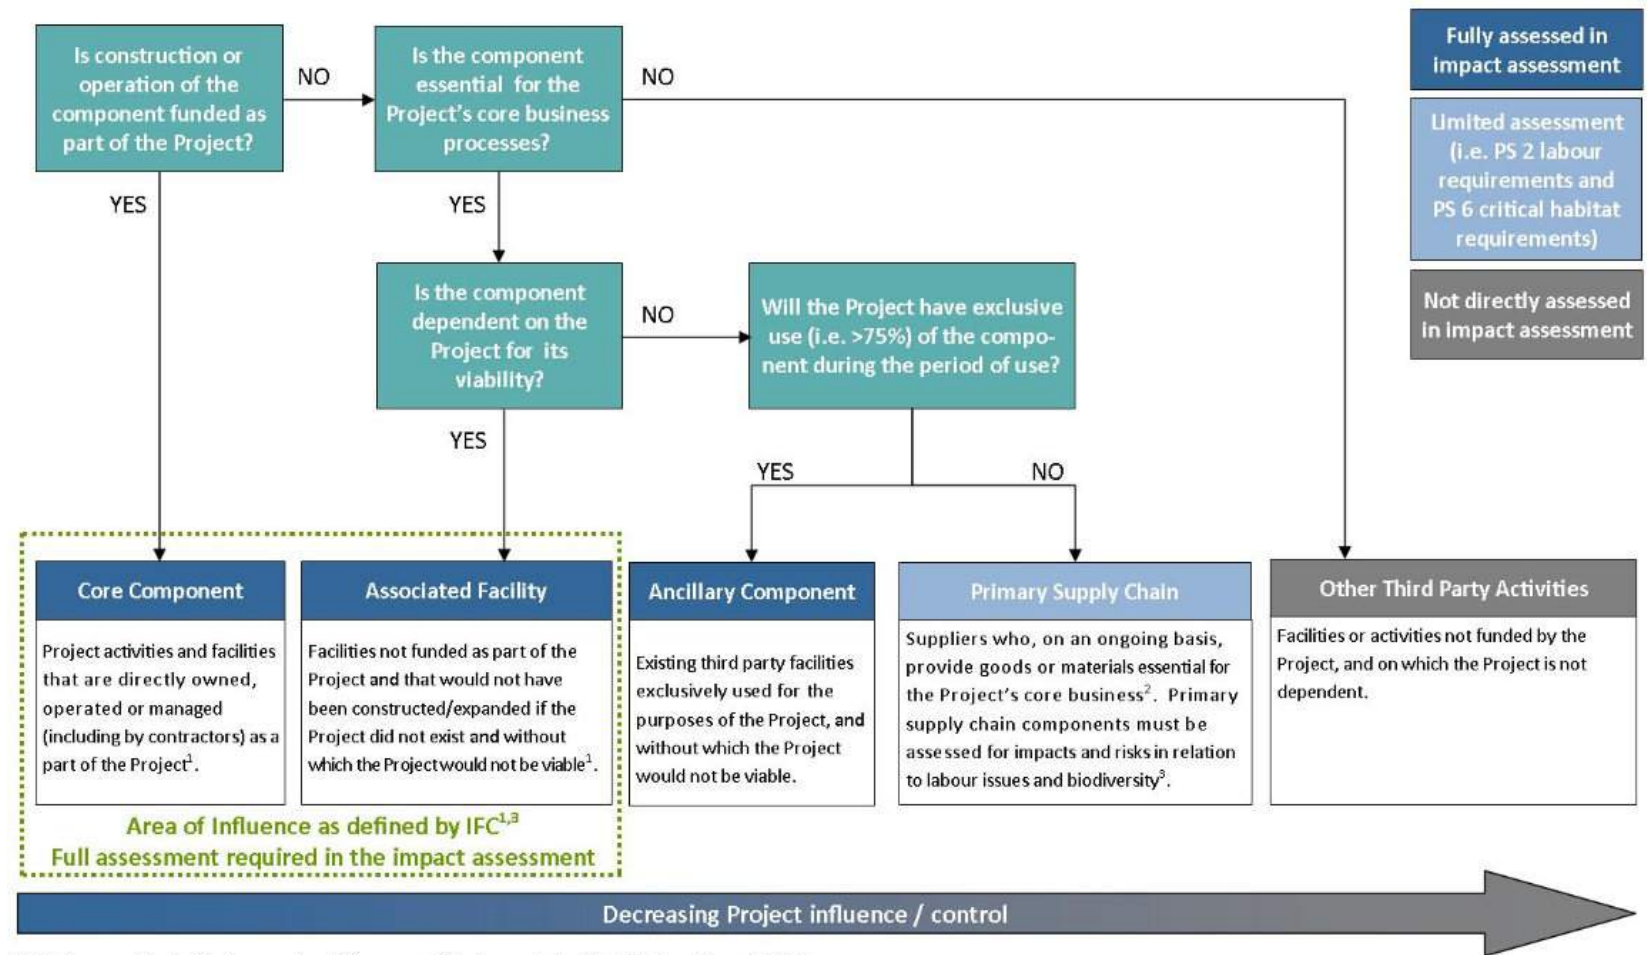 Is construction or
operation of the
component funded as
part of the Project?
NO
Is the component
essential for the
Project's core business
processes?
NO
Fully assessed in
impact assessment
Limited assessment
(i.e. PS 2 labour
requirements and
PS 6 critical habitat
requirements)
Not directly assessed
in impact assessment
YES
YES
Is the component
dependent on the
Project for its
viability?
NO
Will the Project have exclusive
use (i.e. >75%) of the compo-
nent during the period of use?
YES
YES
NO
Core Component
Project activities and facilities
that are directly owned,
operated or managed
(including by contractors) as a
part of the Project¹.
Associated Facility
Facilities not funded as part of the
Project and that would not have
been constructed/expanded if the
Project did not exist and without
which the Project would not be viable¹.
Ancillary Component
Existing third party facilities
exclusively used for the
purposes of the Project, and
without which the Project
would not be viable.
Primary Supply Chain
Suppliers who, on an ongoing basis,
provide goods or materials essential for
the Project's core business². Primary
supply chain components must be
assessed for impacts and risks in relation
to labour issues and biodiversity³.
Other Third Party Activities
Facilities or activities not funded by the
Project, and on which the Project is not
dependent.
Area of Influence as defined by IFC¹,³
Full assessment required in the impact assessment
Decreasing Project influence / control